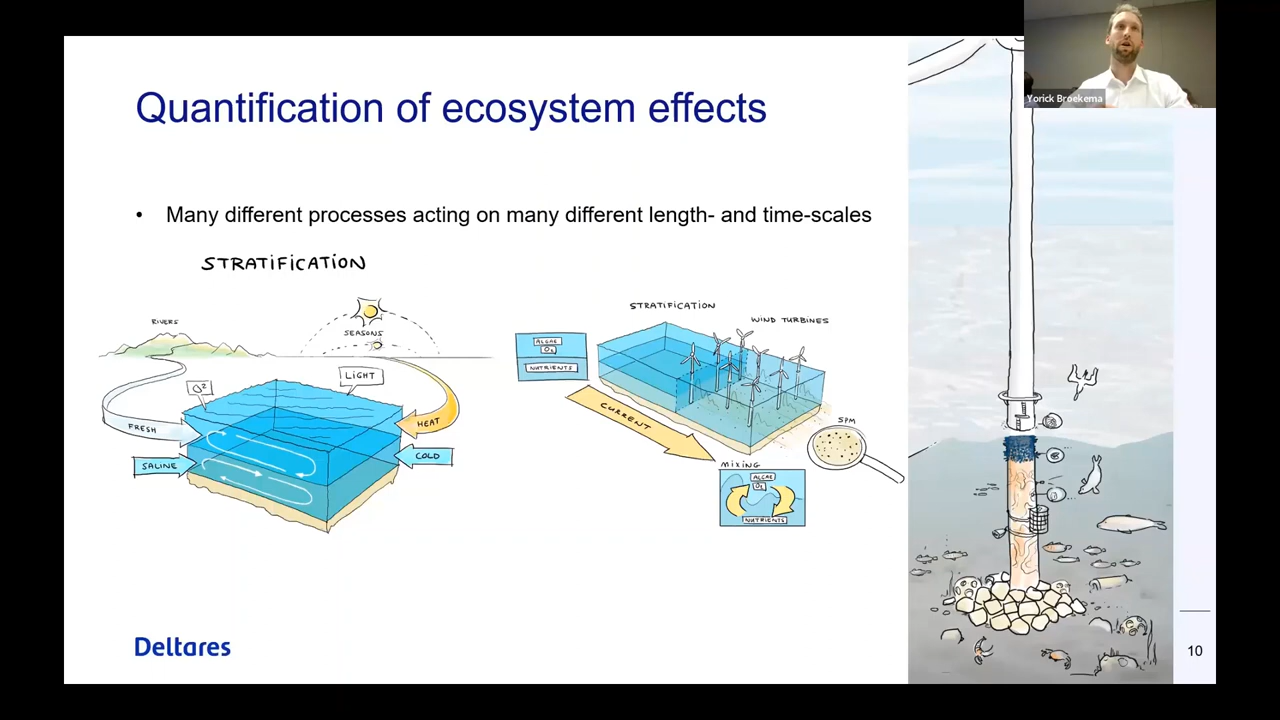 Yorick Broekema
Quantification of ecosystem effects
• Many different processes acting on many different length- and time-scales
STRATIFICATION
RIVERS
SEASONS
O²
LIGHT
FRESH
HEAT
SALINE
COLD
STRATIFICATION
WIND TURBINES
ALGAE
O₂
NUTRIENTS
CURRENT
SPM
MIXING
ALGAE
O₂
NUTRIENTS
Deltares
10